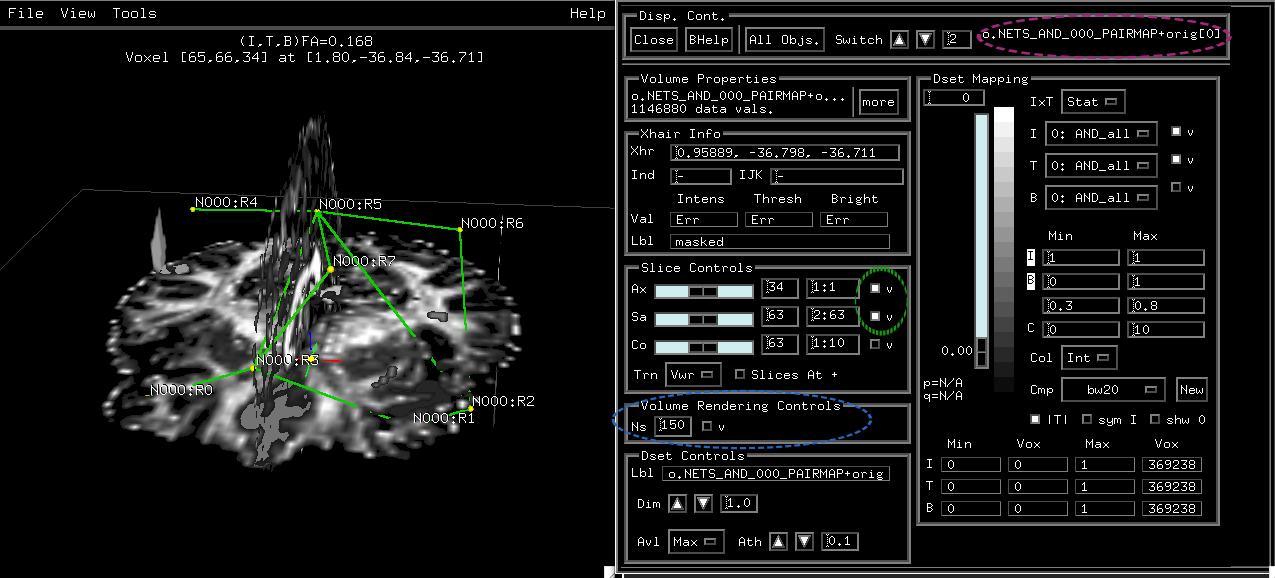 File View Tools Help
(I,T,B)FA=0.168
Voxel [65,66,34] at [1.80,-36.84,-36.71]
N000:R4
N000:R5
N000:R6
N000:R7
N000:R3
N000:R0
N000:R2
N000:R1
Disp. Cont.
Close BHelp All Objs. Switch 2 o.NETS_AND_000_PAIRMAP+orig[0]
Volume Properties
o.NETS_AND_000_PAIRMAP+o...
1146880 data vals.
more
Xhair Info
Xhr 0.95889, -36.798, -36.711
Ind - IJK -
Intens Thresh Bright
Val Err Err Err
Lbl masked
Slice Controls
Ax 34 1:1 v
Sa 63 2:63 v
Co 63 1:10 v
Trn Vwr Slices At +
Volume Rendering Controls
Ns 150 v
Dset Controls
Lbl o.NETS_AND_000_PAIRMAP+orig
Dim 1.0
Avl Max Ath 0.1
Dset Mapping
0
IxT Stat
I 0: AND_all v
T 0: AND_all v
B 0: AND_all v
Min Max
I 1 1
B 0 1
0.3 0.8
C 0 10
0.00
Col Int
p=N/A
q=N/A
Cmp bw20 New
|T| sym I shw 0
Min Vox Max Vox
I 0 0 1 369238
T 0 0 1 369238
B 0 0 1 369238